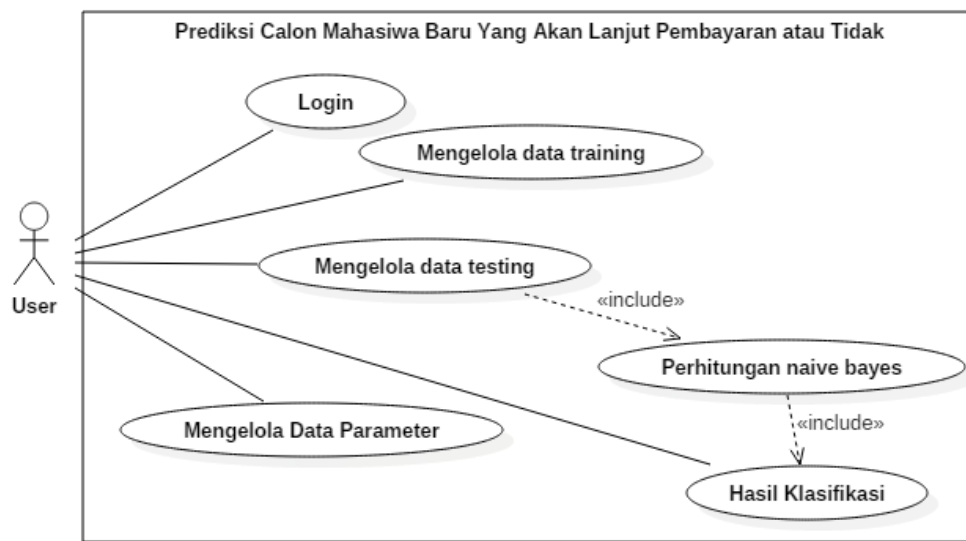 Prediksi Calon Mahasiwa Baru Yang Akan Lanjut Pembayaran atau Tidak
Login
Mengelola data training
Mengelola data testing
User
«include»
Perhitungan naive bayes
Mengelola Data Parameter
«include»
Hasil Klasifikasi